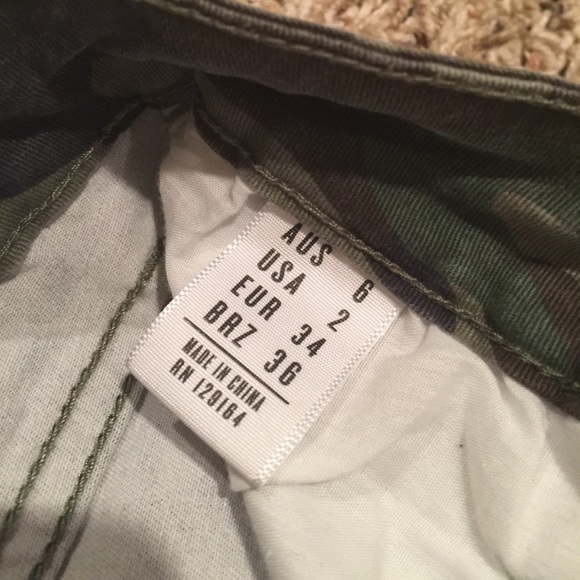 AUS 6
USA 2
EUR 34
BRZ 36
MADE IN CHINA
RN 129164